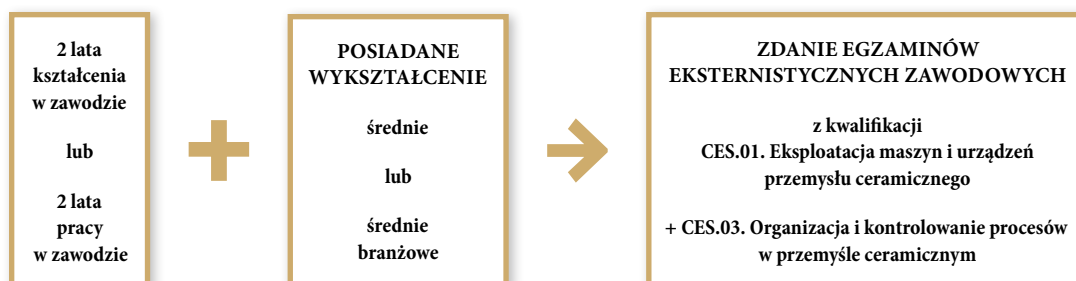 2 lata
kształcenia
w zawodzie
lub
2 lata
pracy
w zawodzie
POSIADANE
WYKSZTAŁCENIE
średnie
lub
średnie
branżowe
ZDANIE EGZAMINÓW
EKSTERNISTYCZNYCH ZAWODOWYCH
z kwalifikacji
CES.01. Eksploatacja maszyn i urządzeń
przemysłu ceramicznego
+ CES.03. Organizacja i kontrolowanie procesów
w przemyśle ceramicznym